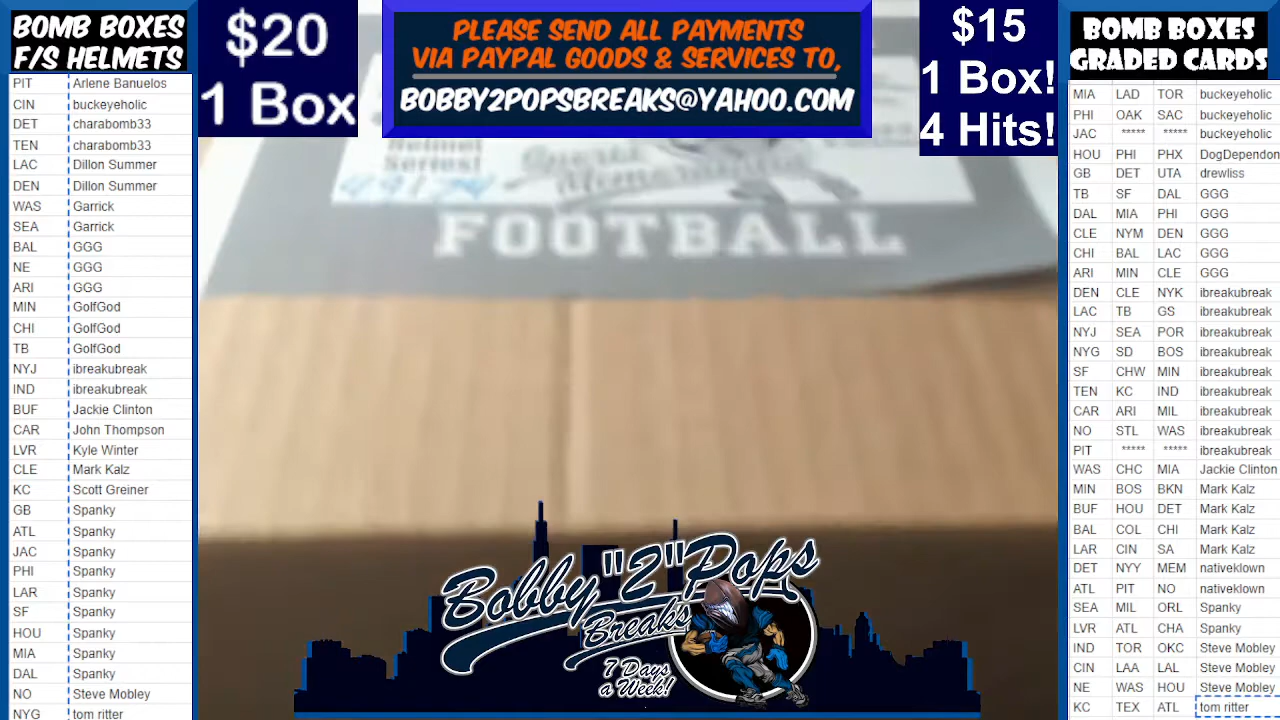 BOMB BOXES
F/S HELMETS
PIT Arlene Banuelos
CIN buckeyeholic
DET charabomb33
TEN charabomb33
LAC Dillon Summer
DEN Dillon Summer
WAS Garrick
SEA Garrick
BAL GGG
NE GGG
ARI GGG
MIN GolfGod
CHI GolfGod
TB GolfGod
NYJ ibreakubreak
IND ibreakubreak
BUF Jackie Clinton
CAR John Thompson
LVR Kyle Winter
CLE Mark Kalz
KC Scott Greiner
GB Spanky
ATL Spanky
JAC Spanky
PHI Spanky
LAR Spanky
SF Spanky
HOU Spanky
MIA Spanky
DAL Spanky
NO Steve Mobley
NYG tom ritter
$20
1 Box
PLEASE SEND ALL PAYMENTS
VIA PAYPAL GOODS & SERVICES TO,
BOBBY2POPSBREAKS@YAHOO.COM
Helmet
Series!
FOOTBALL
Bobby "2" Pops
Breaks
7 Days
a Week!
$15
1 Box!
4 Hits!
BOMB BOXES
GRADED CARDS
MIA LAD TOR buckeyeholic
PHI OAK SAC buckeyeholic
JAC ***** ***** buckeyeholic
HOU PHI PHX DogDependon
GB DET UTA drewliss
TB SF DAL GGG
DAL MIA PHI GGG
CLE NYM DEN GGG
CHI BAL LAC GGG
ARI MIN CLE GGG
DEN CLE NYK ibreakubreak
LAC TB GS ibreakubreak
NYJ SEA POR ibreakubreak
NYG SD BOS ibreakubreak
SF CHW MIN ibreakubreak
TEN KC IND ibreakubreak
CAR ARI MIL ibreakubreak
NO STL WAS ibreakubreak
PIT ***** ***** ibreakubreak
WAS CHC MIA Jackie Clinton
MIN BOS BKN Mark Kalz
BUF HOU DET Mark Kalz
BAL COL CHI Mark Kalz
LAR CIN SA Mark Kalz
DET NYY MEM nativeklown
ATL PIT NO nativeklown
SEA MIL ORL Spanky
LVR ATL CHA Spanky
IND TOR OKC Steve Mobley
CIN LAA LAL Steve Mobley
NE WAS HOU Steve Mobley
KC TEX ATL tom ritter